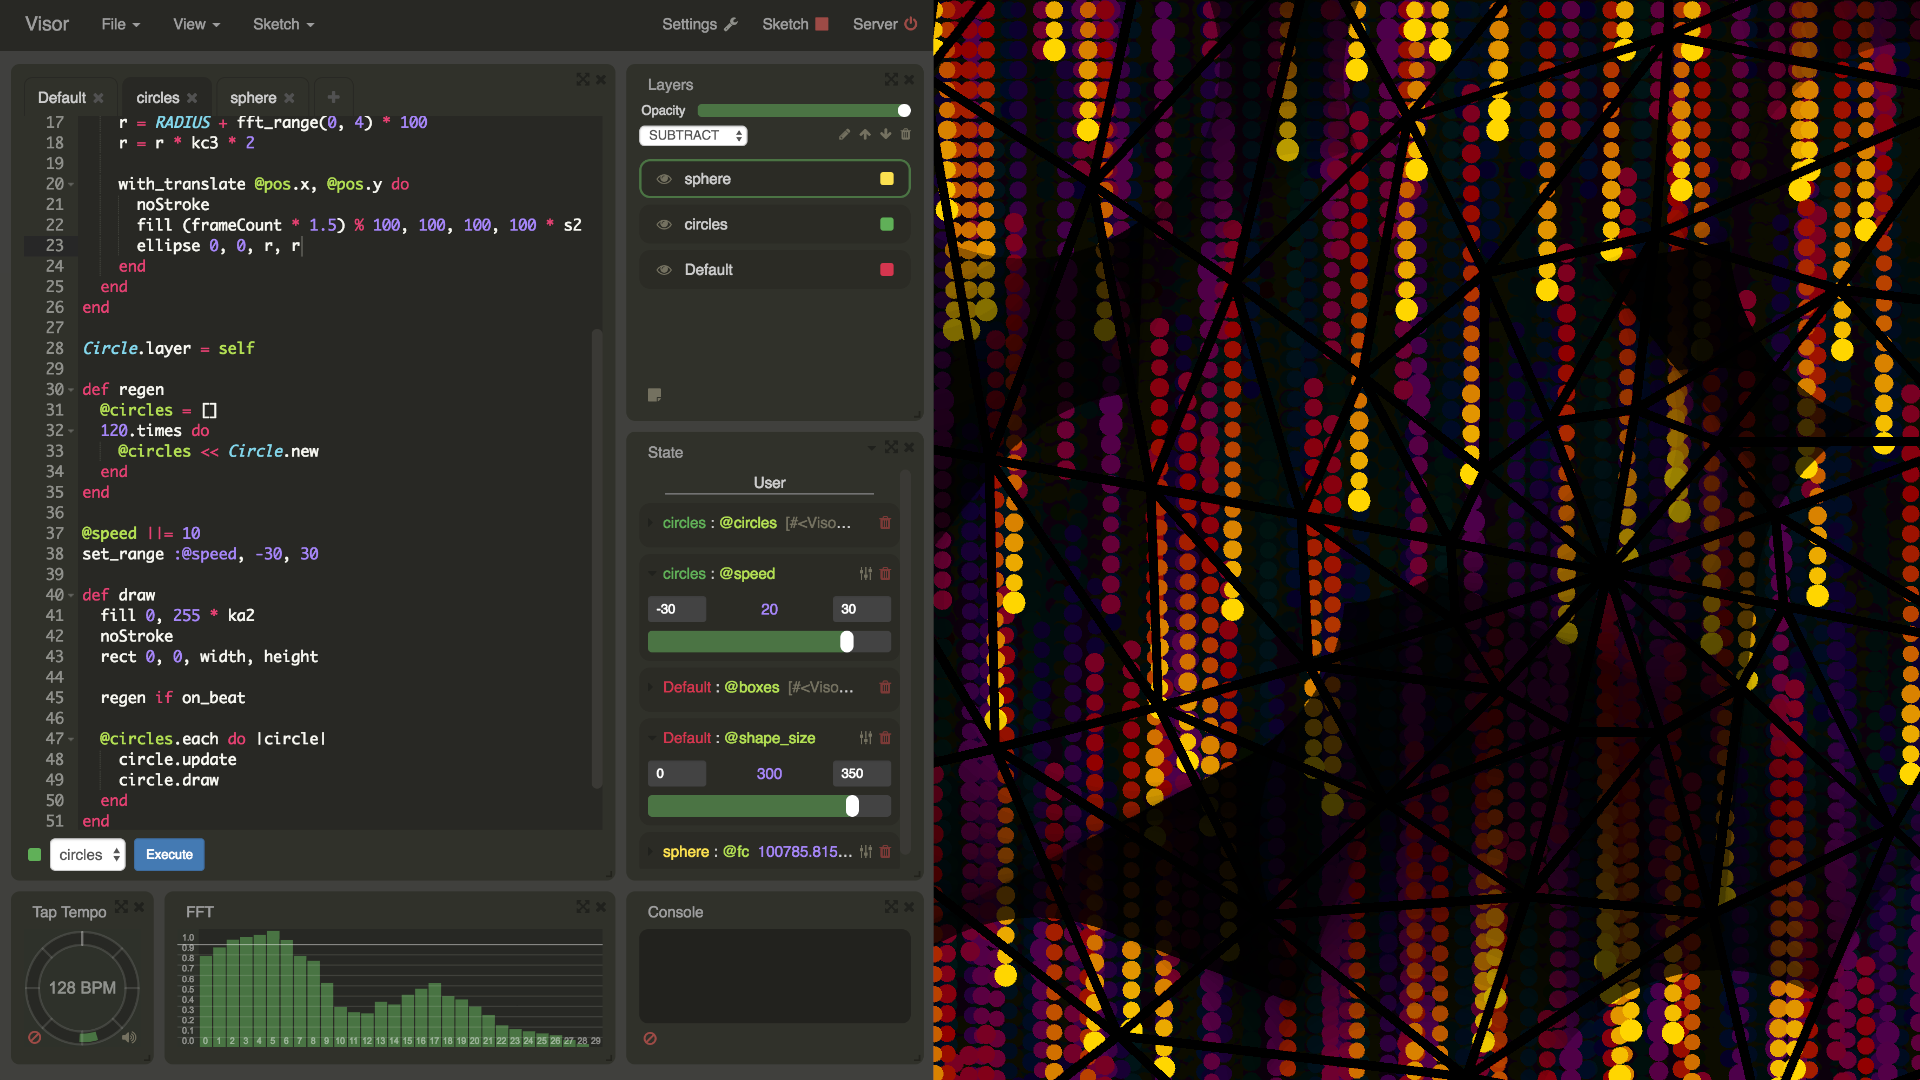 Visor File View Sketch Settings Sketch Server
Default circles sphere
17 r = RADIUS + fft_range(0, 4) * 100
18 r = r * kc3 * 2
19
20 with_translate @pos.x, @pos.y do
21 noStroke
22 fill (frameCount * 1.5) % 100, 100, 100, 100 * s2
23 ellipse 0, 0, r, r
24 end
25 end
26 end
27
28 Circle.layer = self
29
30 def regen
31 @circles = []
32 120.times do
33 @circles << Circle.new
34 end
35 end
36
37 @speed ||= 10
38 set_range :@speed, -30, 30
39
40 def draw
41 fill 0, 255 * ka2
42 noStroke
43 rect 0, 0, width, height
44
45 regen if on_beat
46
47 @circles.each do |circle|
48 circle.update
49 circle.draw
50 end
51 end
circles Execute
Layers
Opacity
SUBTRACT
sphere
circles
Default
State
User
circles : @circles [#<Viso...
circles : @speed
-30 20 30
Default : @boxes [#<Viso...
Default : @shape_size
0 300 350
sphere : @fc 100785.815...
Tap Tempo
128 BPM
FFT
1.0
0.9
0.8
0.7
0.6
0.5
0.4
0.3
0.2
0.1
0.0
0 1 2 3 4 5 6 7 8 9 10 11 12 13 14 15 16 17 18 19 20 21 22 23 24 25 26 27 28 29
Console